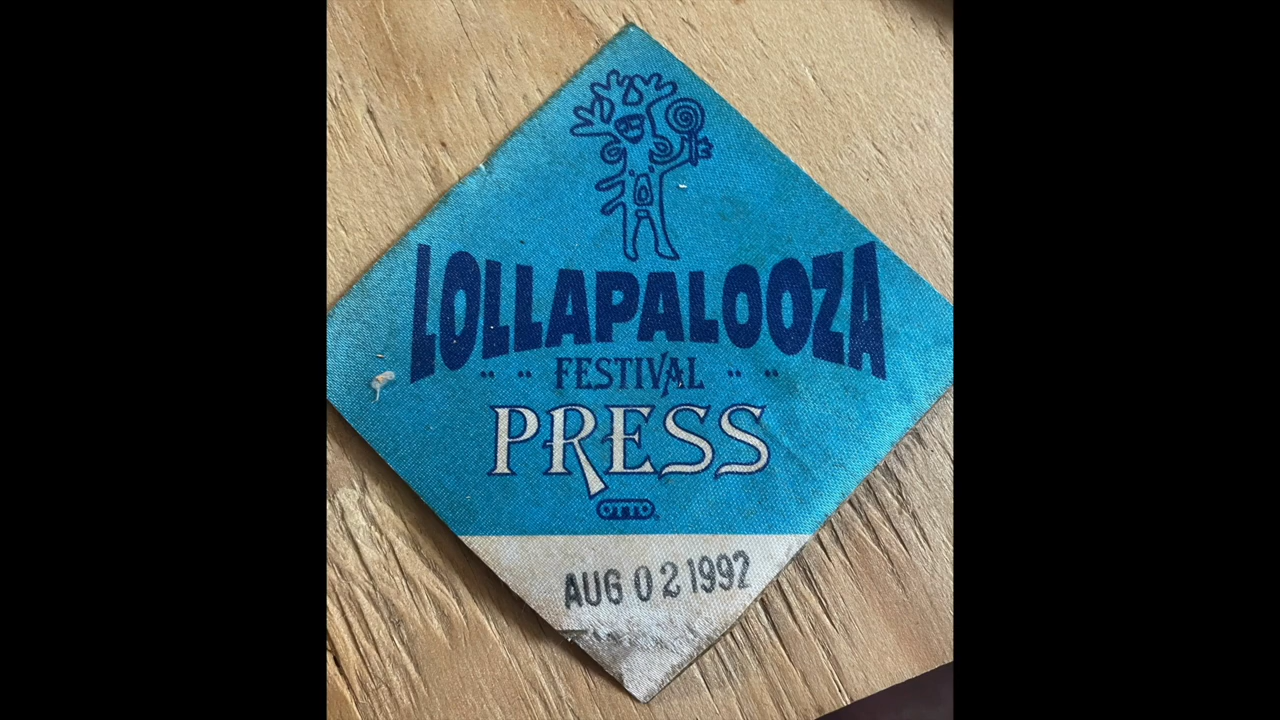 LOLLAPALOOZA
FESTIVAL
PRESS
OTTO
AUG 02 1992